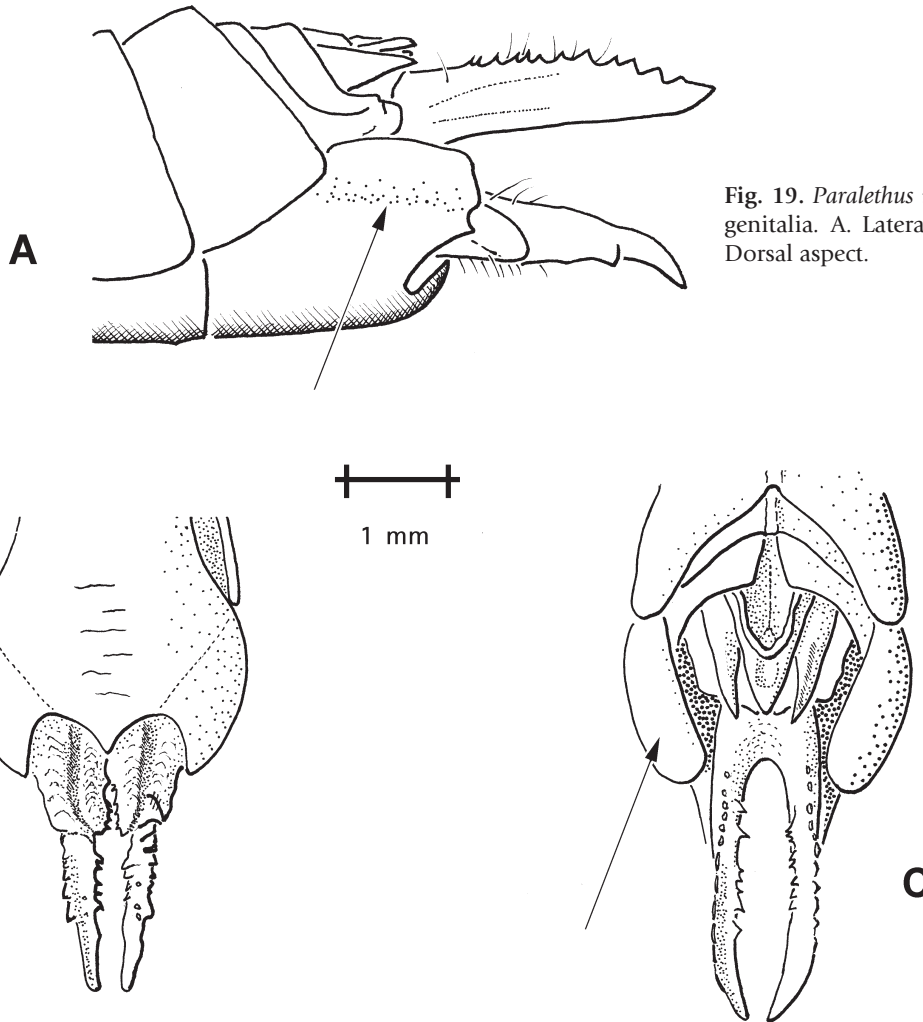 A
Fig. 19. Paralethus
genitalia. A. Latera
Dorsal aspect.
1 mm
C